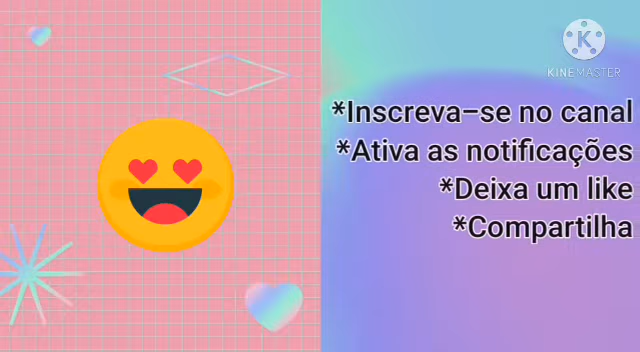 K
KINEMASTER
*Inscreva-se no canal
*Ativa as notificações
*Deixa um like
*Compartilha